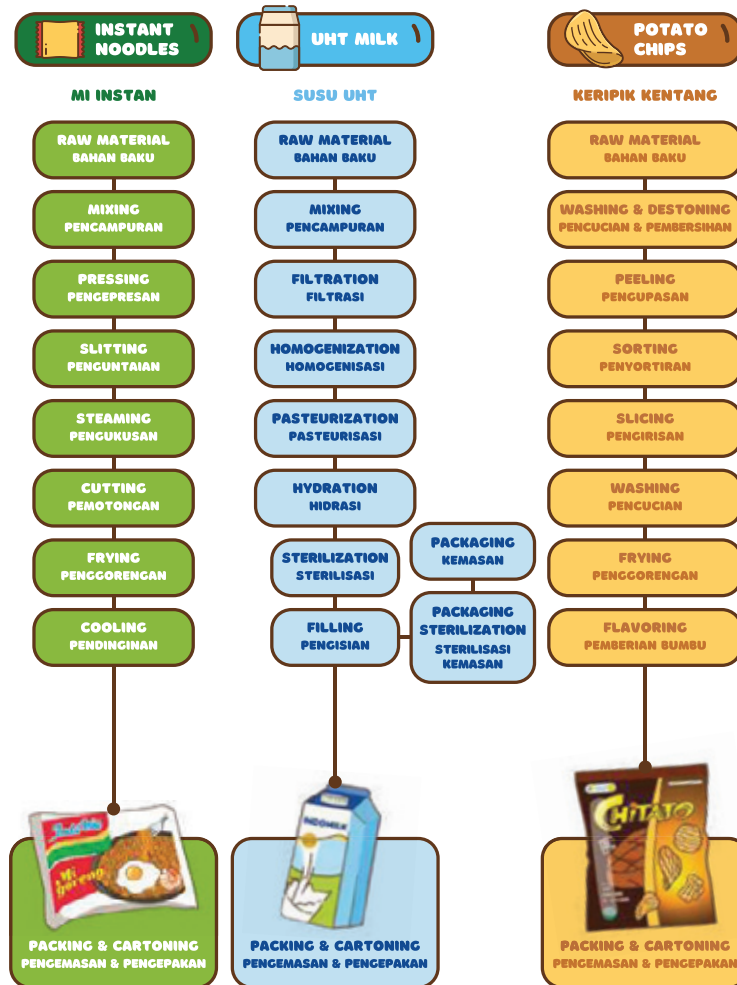 INSTANT
NOODLES
MI INSTAN
RAW MATERIAL
BAHAN BAKU
MIXING
PENCAMPURAN
PRESSING
PENGEPRESAN
SLITTING
PENGUNTAIAN
STEAMING
PENGUKUSAN
CUTTING
PEMOTONGAN
FRYING
PENGGORENGAN
COOLING
PENDINGINAN
Mi
goreng
PACKING & CARTONING
PENGEMASAN & PENGEPAKAN
UHT MILK
SUSU UHT
RAW MATERIAL
BAHAN BAKU
MIXING
PENCAMPURAN
FILTRATION
FILTRASI
HOMOGENIZATION
HOMOGENISASI
PASTEURIZATION
PASTEURISASI
HYDRATION
HIDRASI
STERILIZATION
STERILISASI
FILLING
PENGISIAN
PACKAGING
KEMASAN
PACKAGING
STERILIZATION
STERILISASI
KEMASAN
INDOMILK
PACKING & CARTONING
PENGEMASAN & PENGEPAKAN
POTATO
CHIPS
KERIPIK KENTANG
RAW MATERIAL
BAHAN BAKU
WASHING & DESTONING
PENCUCIAN & PEMBERSIHAN
PEELING
PENGUPASAN
SORTING
PENYORTIRAN
SLICING
PENGIRISAN
WASHING
PENCUCIAN
FRYING
PENGGORENGAN
FLAVORING
PEMBERIAN BUMBU
CHITATO
PACKING & CARTONING
PENGEMASAN & PENGEPAKAN